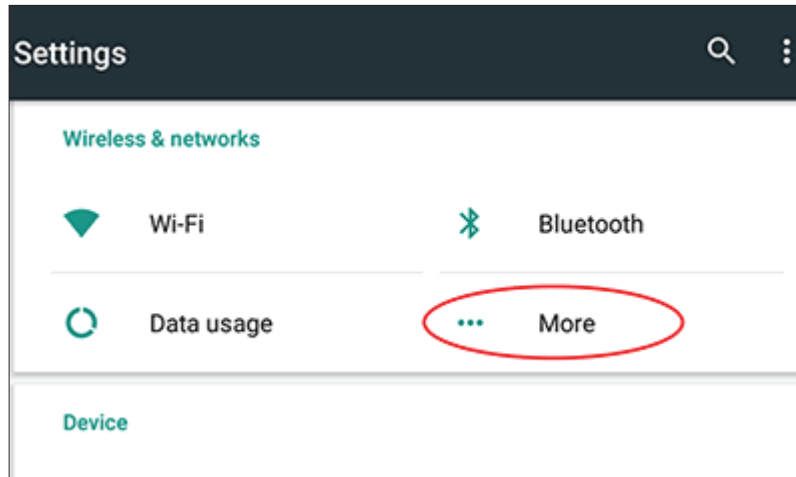 Settings
Wireless & networks
Wi-Fi
Bluetooth
Data usage
More
Device